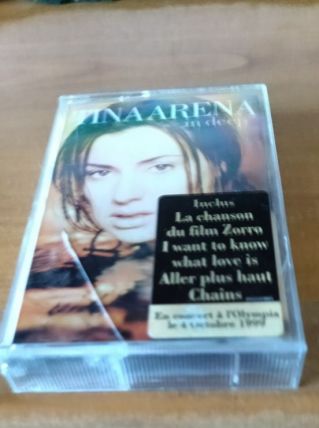 TINA ARENA
in deep
Inclus
La chanson
du film Zorro
I want to know
what love is
Aller plus haut
Chains
En concert à l'Olympia
le 4 Octobre 1999